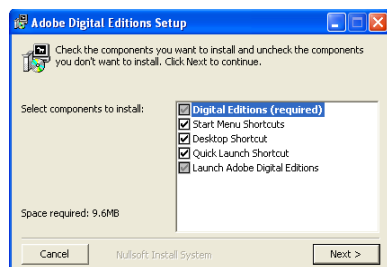 Adobe Digital Editions Setup
Check the components you want to install and uncheck the components
you don't want to install. Click Next to continue.
Select components to install:
Digital Editions (required)
Start Menu Shortcuts
Desktop Shortcut
Quick Launch Shortcut
Launch Adobe Digital Editions
Space required: 9.6MB
Cancel
Nullsoft Install System
Next >